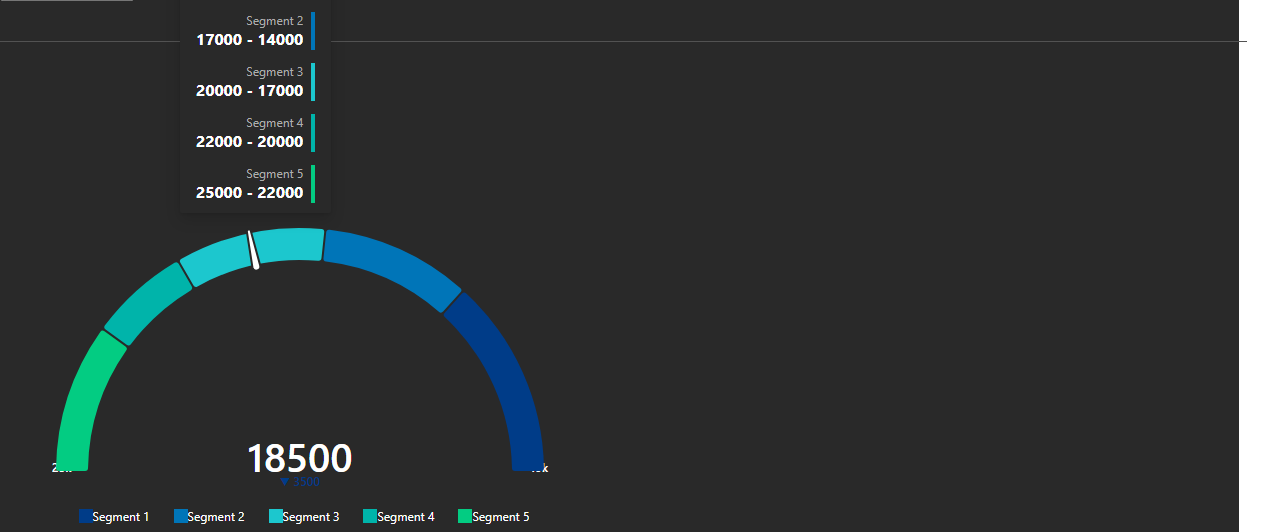 Segment 2
17000 - 14000
Segment 3
20000 - 17000
Segment 4
22000 - 20000
Segment 5
25000 - 22000
18500
▼ 3500
Segment 1
Segment 2
Segment 3
Segment 4
Segment 5